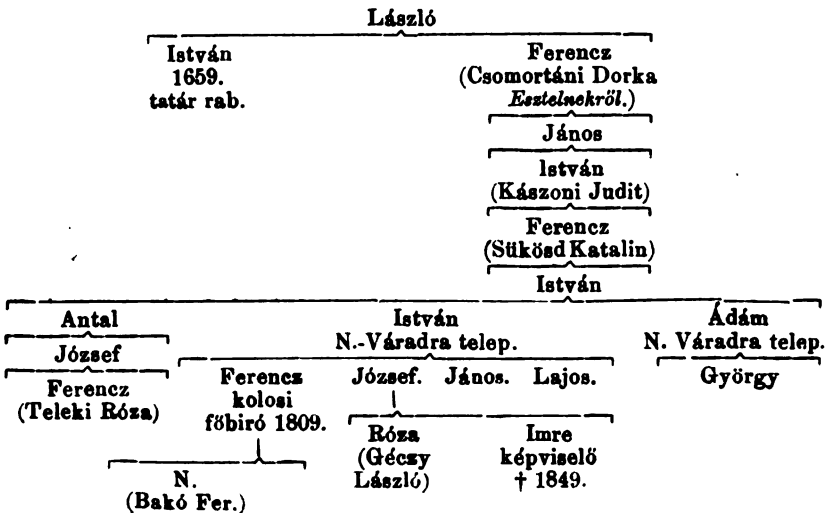 László
István Ferencz
1659. (Csomortáni Dorka
tatár rab. Esztelnekről.)
János
István
(Kászoni Judit)
Ferencz
(Sükösd Katalin)
István
Antal István Ádám
N.-Váradra telep. N. Váradra telep.
József
Ferencz Ferencz József. János. Lajos. György
(Teleki Róza) kolosi
főbiró 1809.
Róza Imre
(Géczy képviselő
László) † 1849.
N.
(Bakó Fer.)